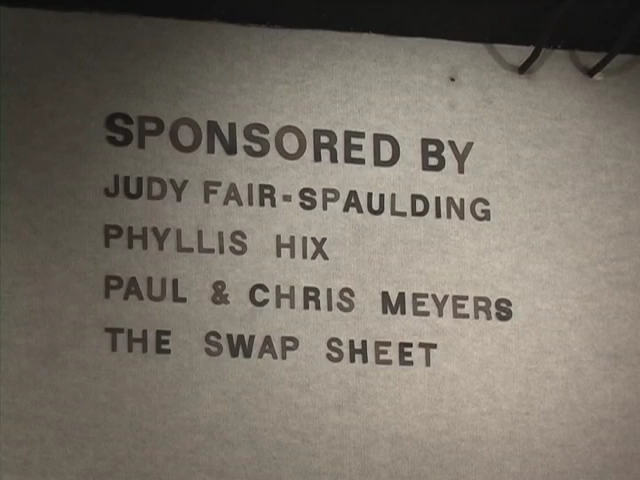 SPONSORED BY
JUDY FAIR-SPAULDING
PHYLLIS HIX
PAUL & CHRIS MEYERS
THE SWAP SHEET